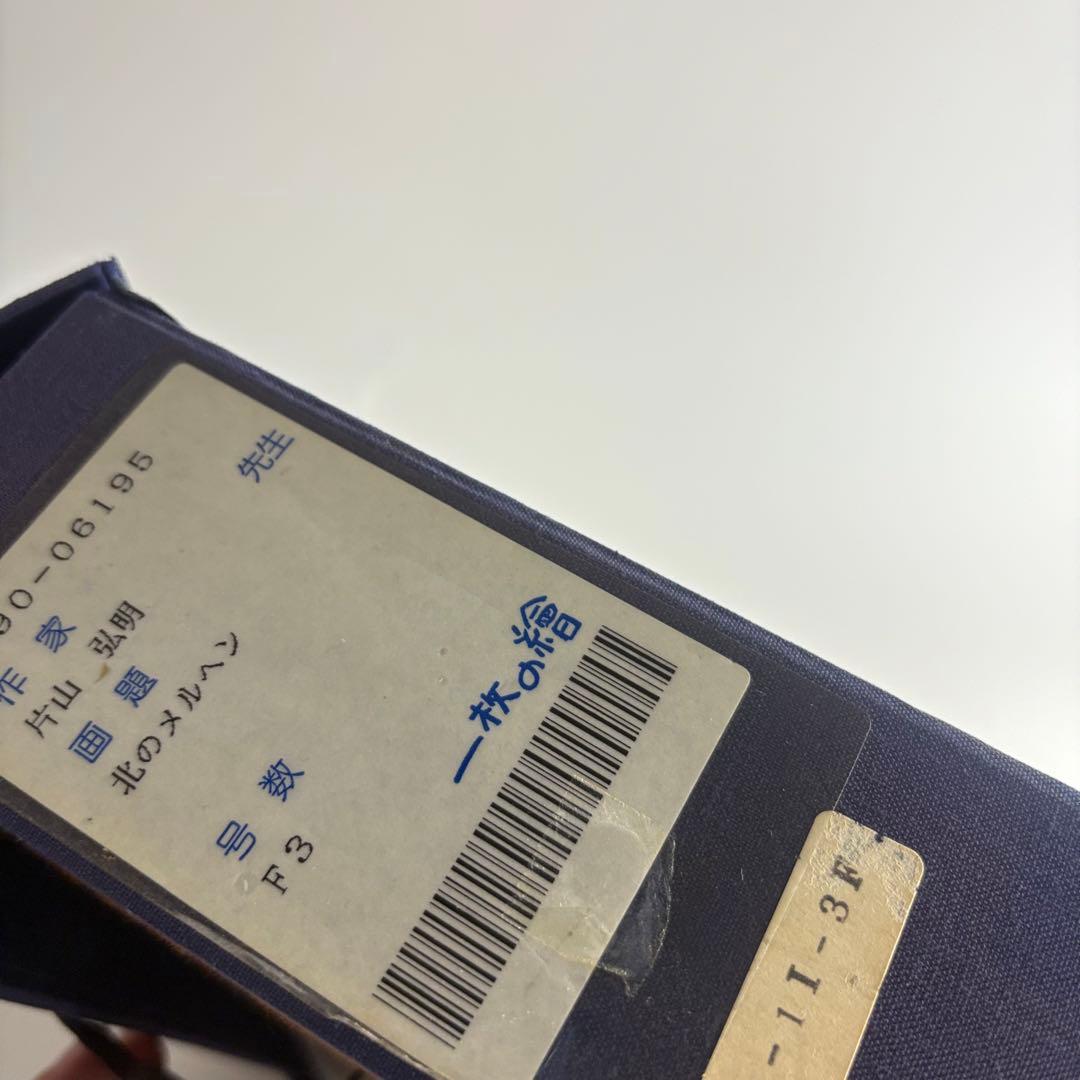 90-06195
作家
片山 弘明 先生
画題
北のメルヘン
号数
F3
一枚の繪
-1I-3F